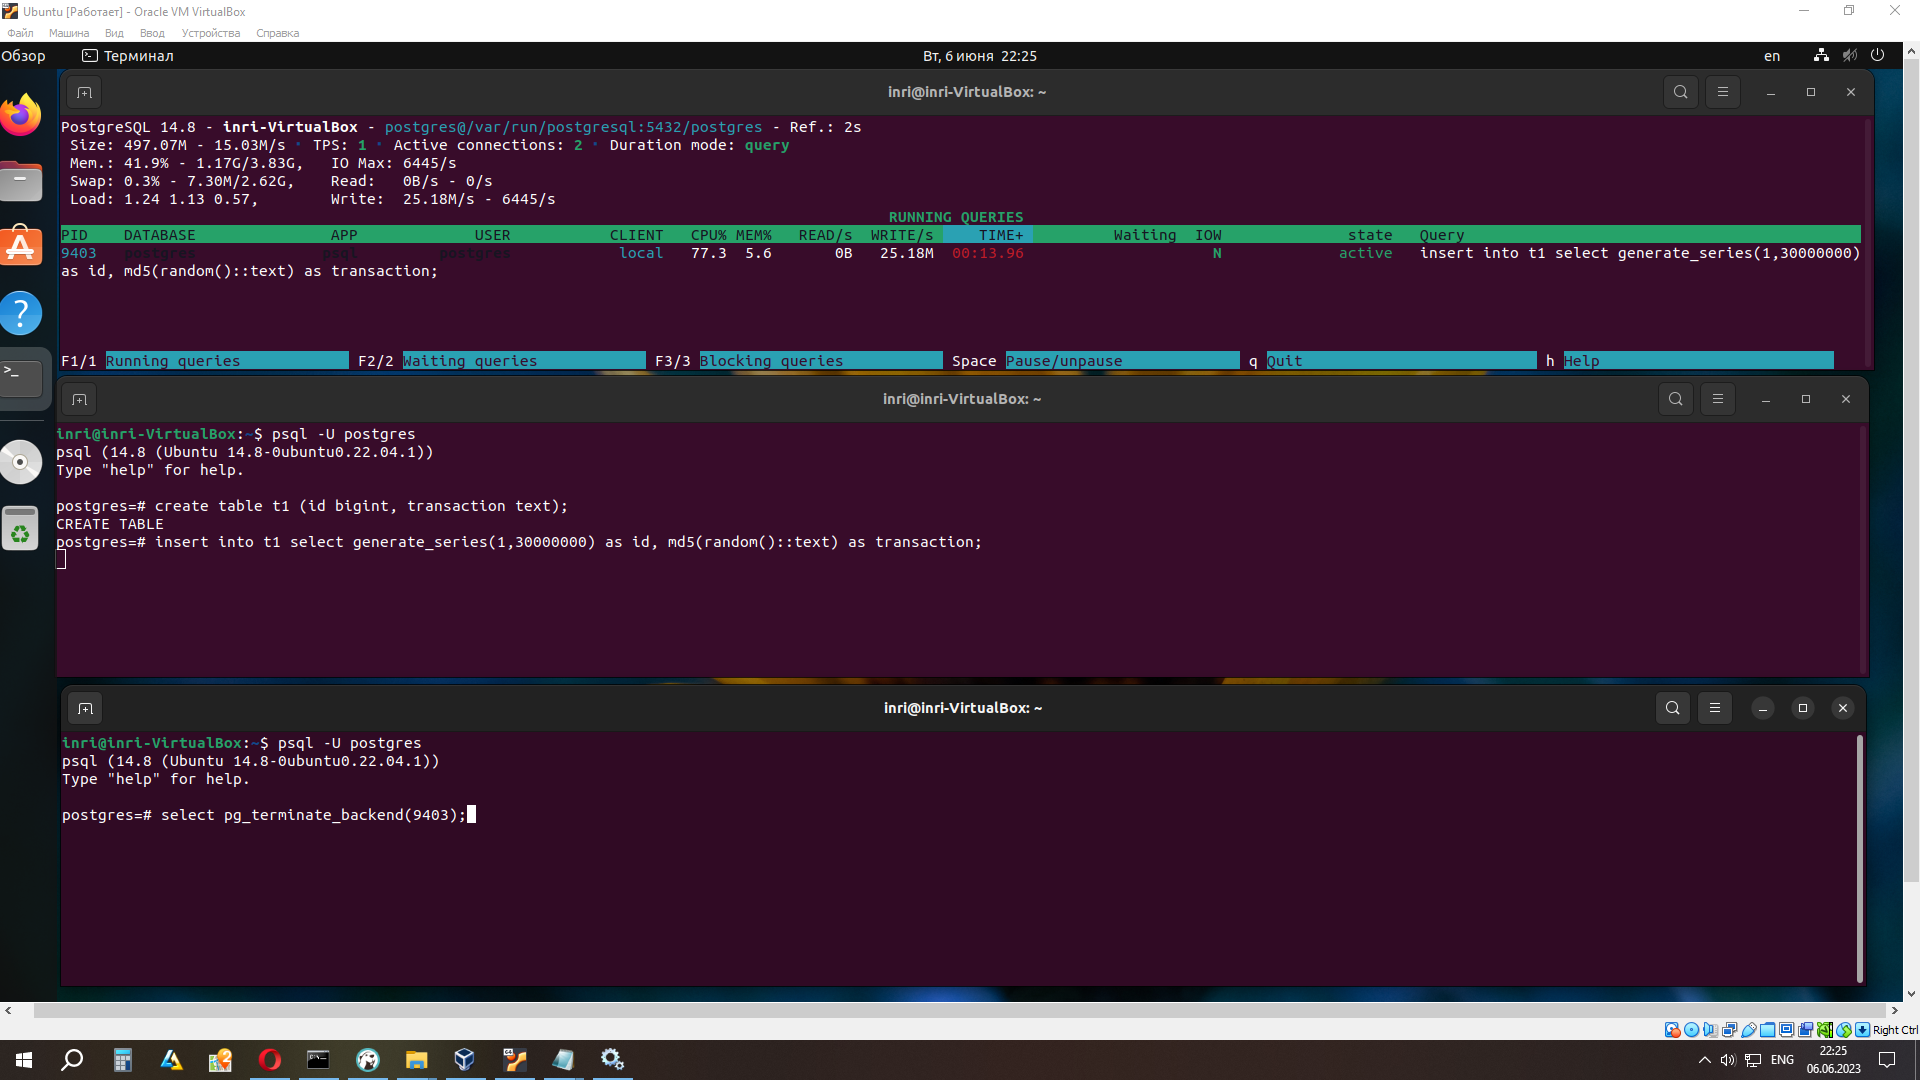 Ubuntu [Работает] - Oracle VM VirtualBox
Файл Машина Вид Ввод Устройства Справка
Обзор Терминал Вт, 6 июня 22:25 en
inri@inri-VirtualBox: ~
PostgreSQL 14.8 - inri-VirtualBox - postgres@/var/run/postgresql:5432/postgres - Ref.: 2s
Size: 497.07M - 15.03M/s · TPS: 1 · Active connections: 2 · Duration mode: query
Mem.: 41.9% - 1.17G/3.83G, IO Max: 6445/s
Swap: 0.3% - 7.30M/2.62G, Read: 0B/s - 0/s
Load: 1.24 1.13 0.57, Write: 25.18M/s - 6445/s
RUNNING QUERIES
PID DATABASE APP USER CLIENT CPU% MEM% READ/s WRITE/s TIME+ Waiting IOW state Query
9403 postgres psql postgres local 77.3 5.6 0B 25.18M 00:13.96 N active insert into t1 select generate_series(1,30000000)
as id, md5(random()::text) as transaction;
F1/1 Running queries F2/2 Waiting queries F3/3 Blocking queries Space Pause/unpause q Quit h Help
inri@inri-VirtualBox: ~
inri@inri-VirtualBox:~$ psql -U postgres
psql (14.8 (Ubuntu 14.8-0ubuntu0.22.04.1))
Type "help" for help.
postgres=# create table t1 (id bigint, transaction text);
CREATE TABLE
postgres=# insert into t1 select generate_series(1,30000000) as id, md5(random()::text) as transaction;
inri@inri-VirtualBox: ~
inri@inri-VirtualBox:~$ psql -U postgres
psql (14.8 (Ubuntu 14.8-0ubuntu0.22.04.1))
Type "help" for help.
postgres=# select pg_terminate_backend(9403);
Right Ctrl
ENG 22:25
06.06.2023